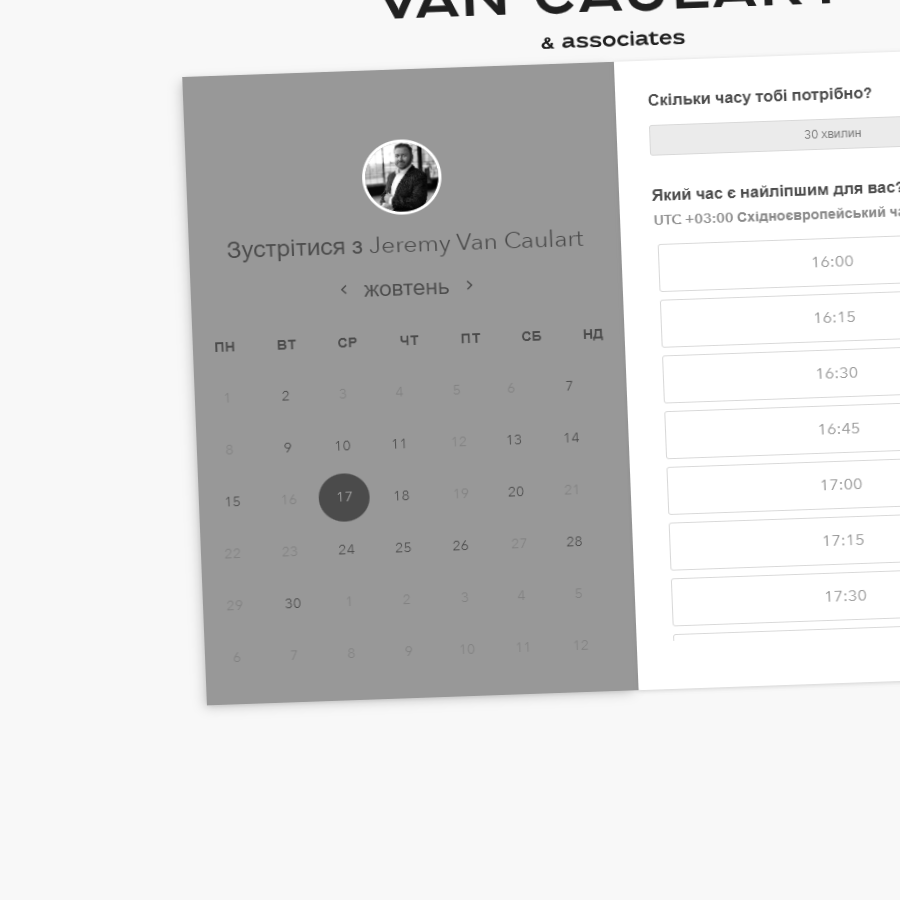 VAN CAULART
& associates
Зустрітися з Jeremy Van Caulart
жовтень
ПН ВТ СР ЧТ ПТ СБ НД
1 2 3 4 5 6 7
8 9 10 11 12 13 14
15 16 17 18 19 20 21
22 23 24 25 26 27 28
29 30 1 2 3 4 5
6 7 8 9 10 11 12
Скільки часу тобі потрібно?
30 хвилин
Який час є найліпшим для вас?
UTC +03:00 Східноєвропейський
16:00
16:15
16:30
16:45
17:00
17:15
17:30